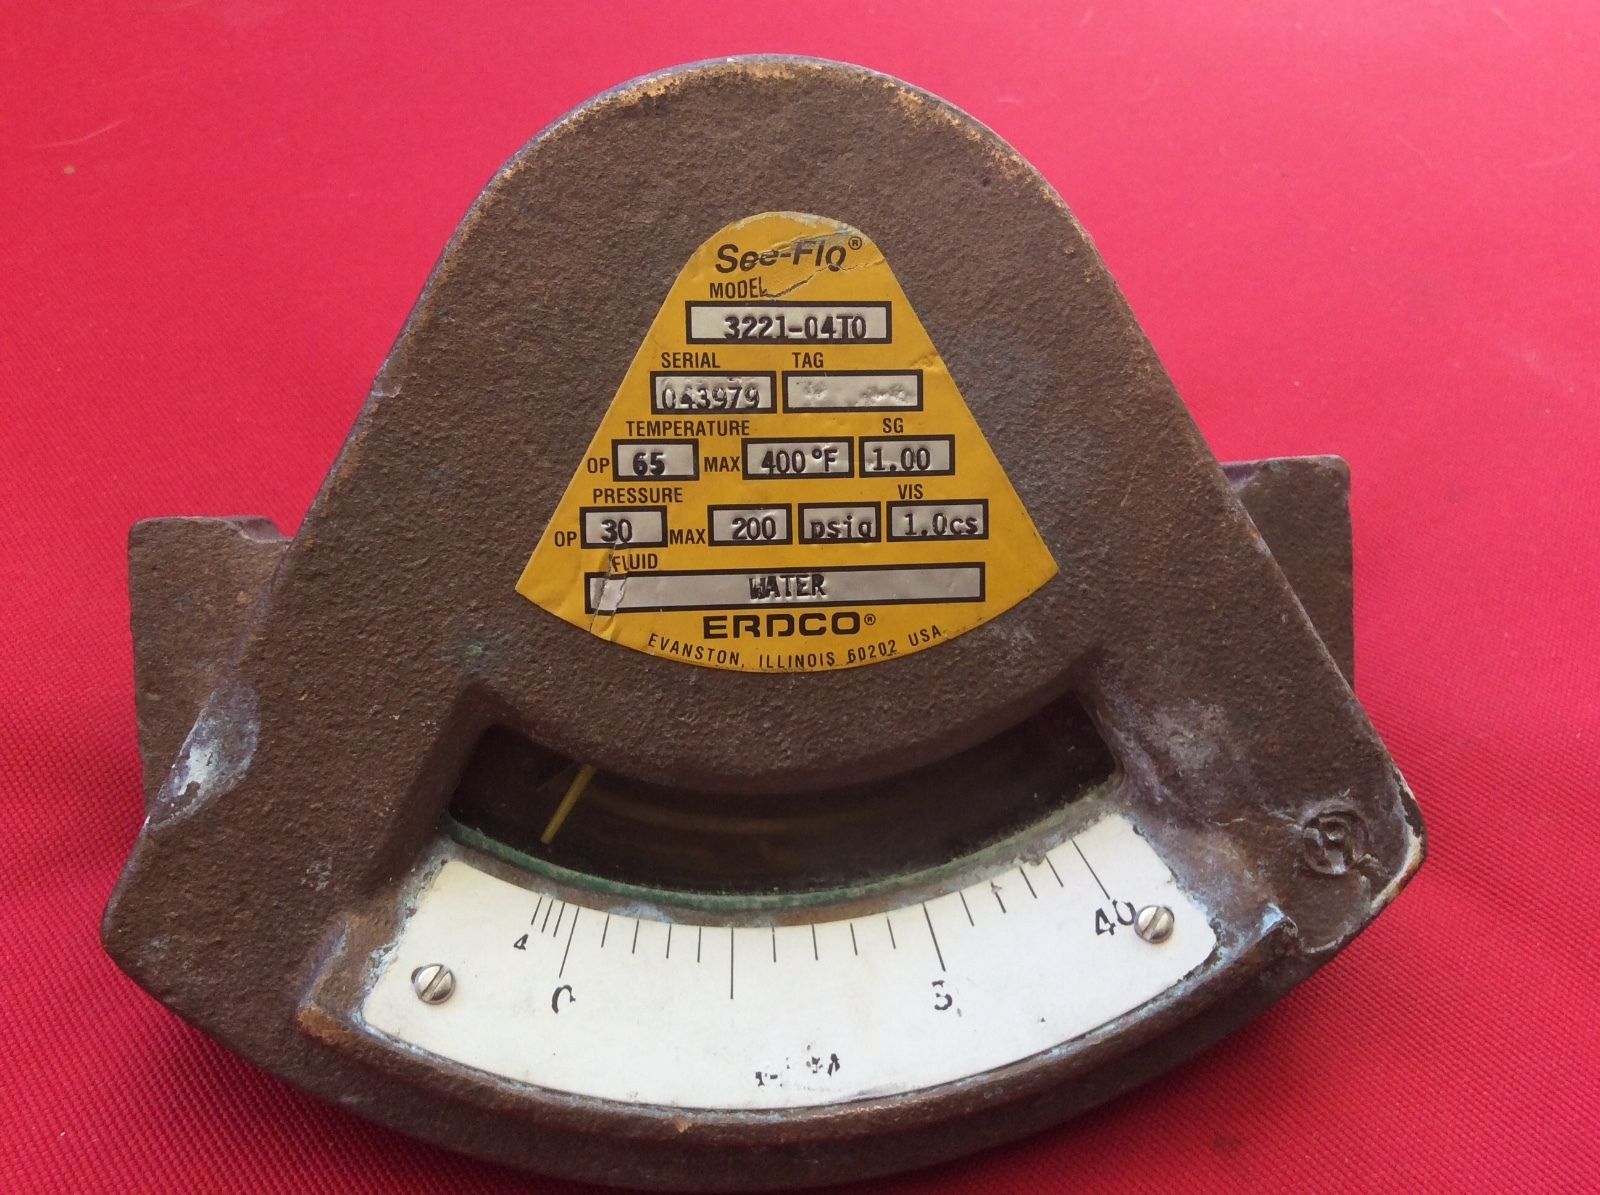 See-Flo®
MODEL
3221-04T0
SERIAL TAG
043979
TEMPERATURE SG
OP 65 MAX 400°F 1.00
PRESSURE VIS
OP 30 MAX 200 psig 1.0cs
FLUID
WATER
ERDCO®
EVANSTON, ILLINOIS 60202 USA
4
40